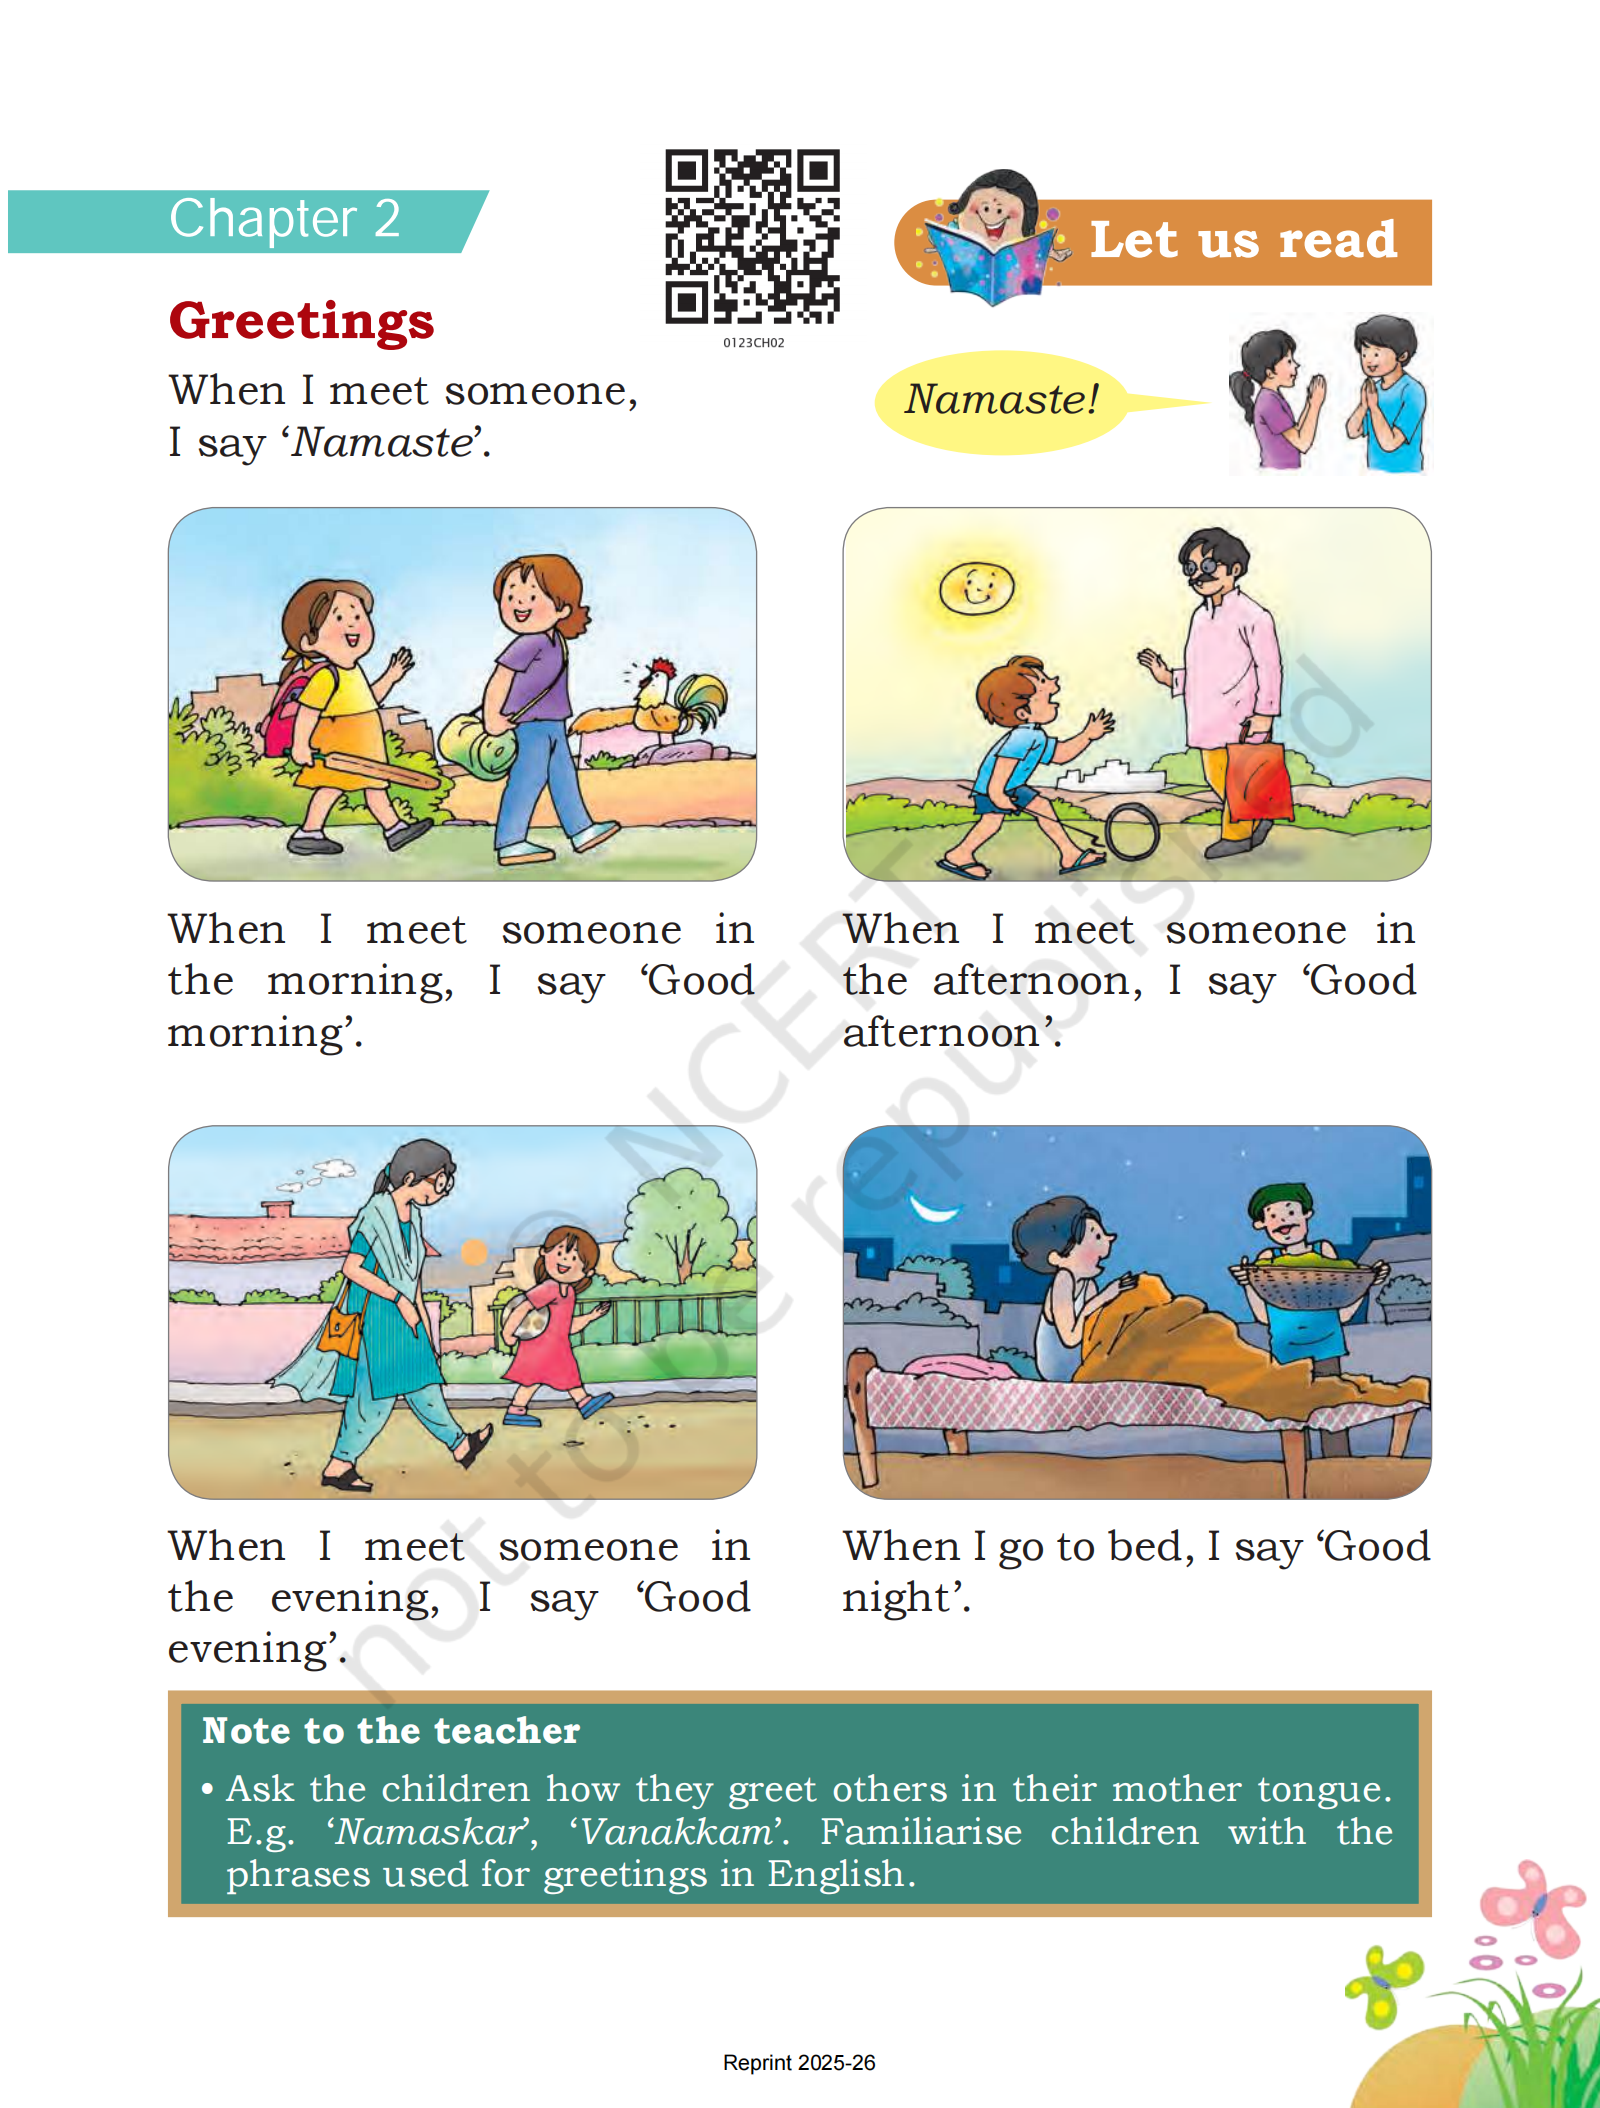 Chapter 2
0123CH02
Let us read
Greetings
When I meet someone,
I say ‘Namaste’.
Namaste!
When I meet someone in
the morning, I say ‘Good
morning’.
When I meet someone in
the afternoon, I say ‘Good
afternoon’.
When I meet someone in
the evening, I say ‘Good
evening’.
When I go to bed, I say ‘Good
night’.
Note to the teacher
• Ask the children how they greet others in their mother tongue.
E.g. ‘Namaskar’, ‘Vanakkam’. Familiarise children with the
phrases used for greetings in English.
© NCERT
not to be republished
Reprint 2025-26